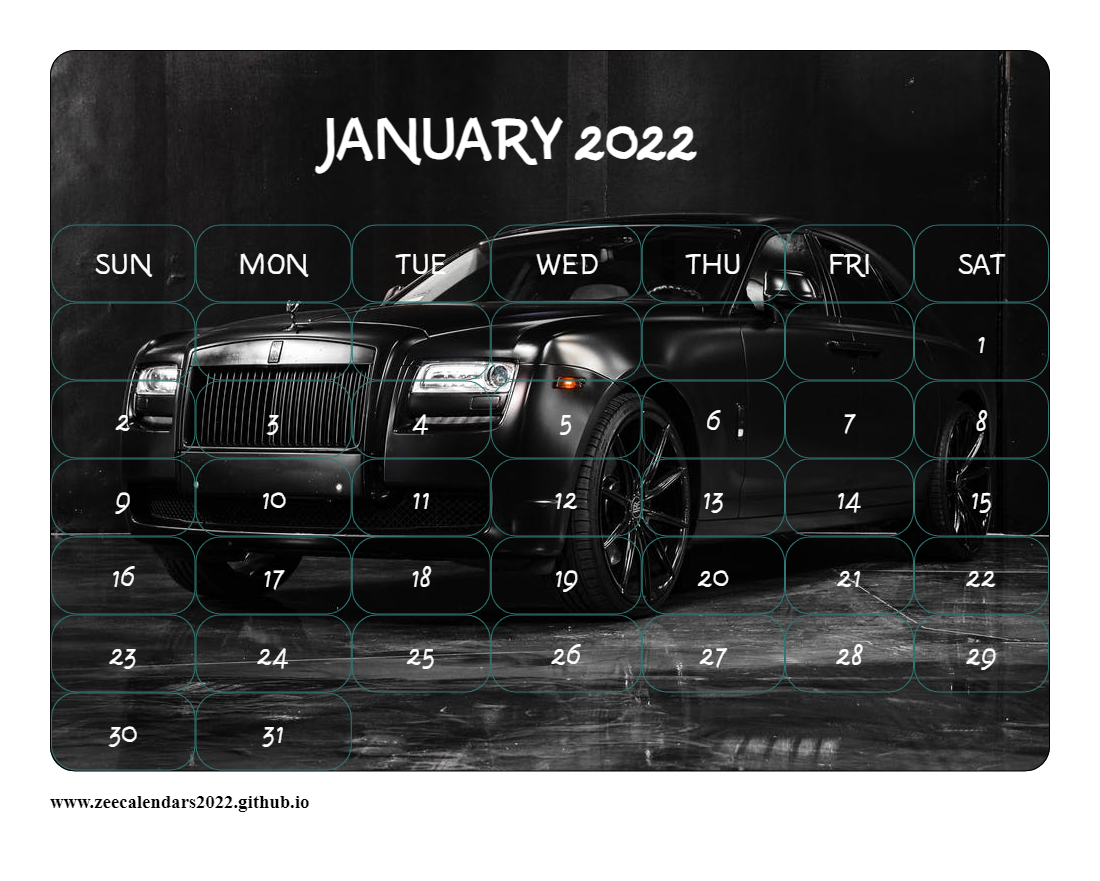 JANUARY 2022
SUN MON TUE WED THU FRI SAT
1
2 3 4 5 6 7 8
9 10 11 12 13 14 15
16 17 18 19 20 21 22
23 24 25 26 27 28 29
30 31
www.zeecalendars2022.github.io